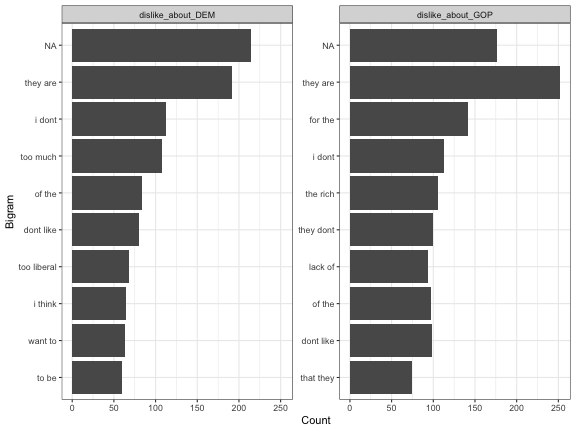 dislike_about_DEM
dislike_about_GOP
Bigram
NA
they are
i dont
too much
of the
dont like
too liberal
i think
want to
to be
0 50 100 150 200 250
NA
they are
for the
i dont
the rich
they dont
lack of
of the
dont like
that they
0 50 100 150 200 250
Count